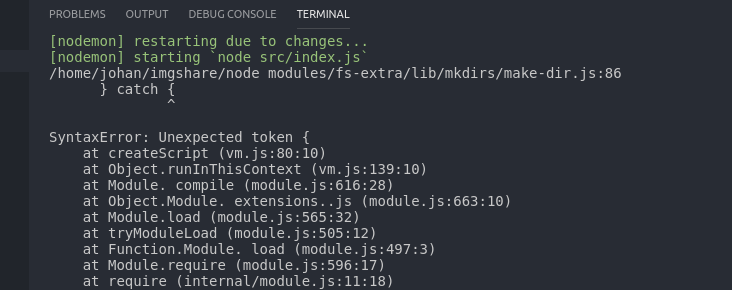 PROBLEMS OUTPUT DEBUG CONSOLE TERMINAL
[nodemon] restarting due to changes...
[nodemon] starting `node src/index.js`
/home/johan/imgshare/node modules/fs-extra/lib/mkdirs/make-dir.js:86
} catch {
^
SyntaxError: Unexpected token {
at createScript (vm.js:80:10)
at Object.runInThisContext (vm.js:139:10)
at Module. compile (module.js:616:28)
at Object.Module. extensions..js (module.js:663:10)
at Module.load (module.js:565:32)
at tryModuleLoad (module.js:505:12)
at Function.Module. load (module.js:497:3)
at Module.require (module.js:596:17)
at require (internal/module.js:11:18)